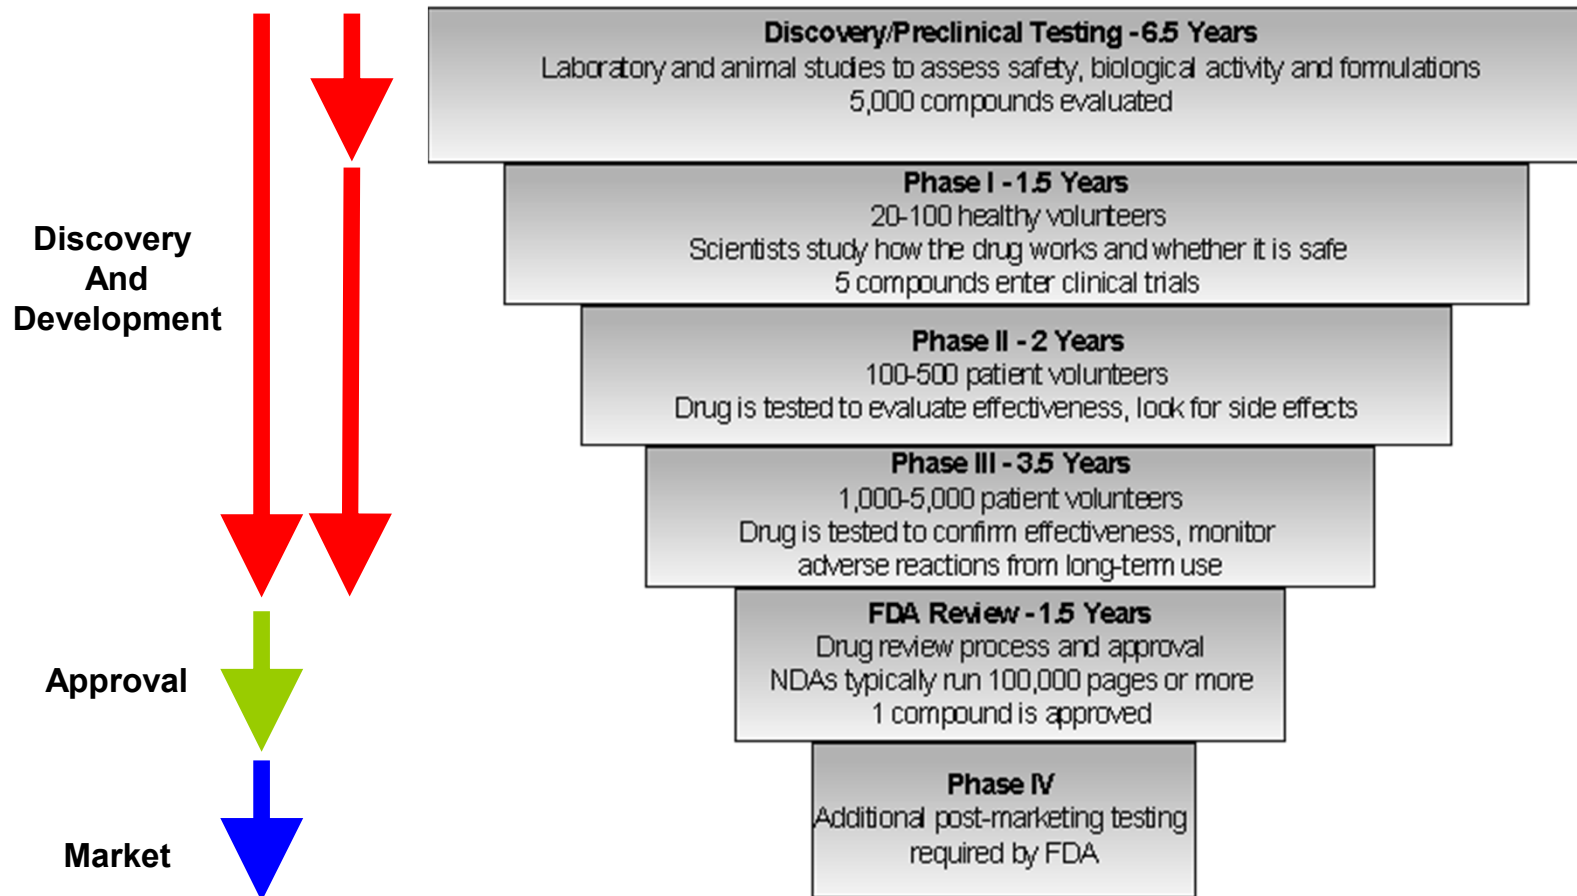 Discovery
And
Development
Approval
Market
Discovery/Preclinical Testing - 6.5 Years
Laboratory and animal studies to assess safety, biological activity and formulations
5,000 compounds evaluated
Phase I - 1.5 Years
20-100 healthy volunteers
Scientists study how the drug works and whether it is safe
5 compounds enter clinical trials
Phase II - 2 Years
100-500 patient volunteers
Drug is tested to evaluate effectiveness, look for side effects
Phase III - 3.5 Years
1,000-5,000 patient volunteers
Drug is tested to confirm effectiveness, monitor
adverse reactions from long-term use
FDA Review - 1.5 Years
Drug review process and approval
NDAs typically run 100,000 pages or more
1 compound is approved
Phase IV
Additional post-marketing testing
required by FDA